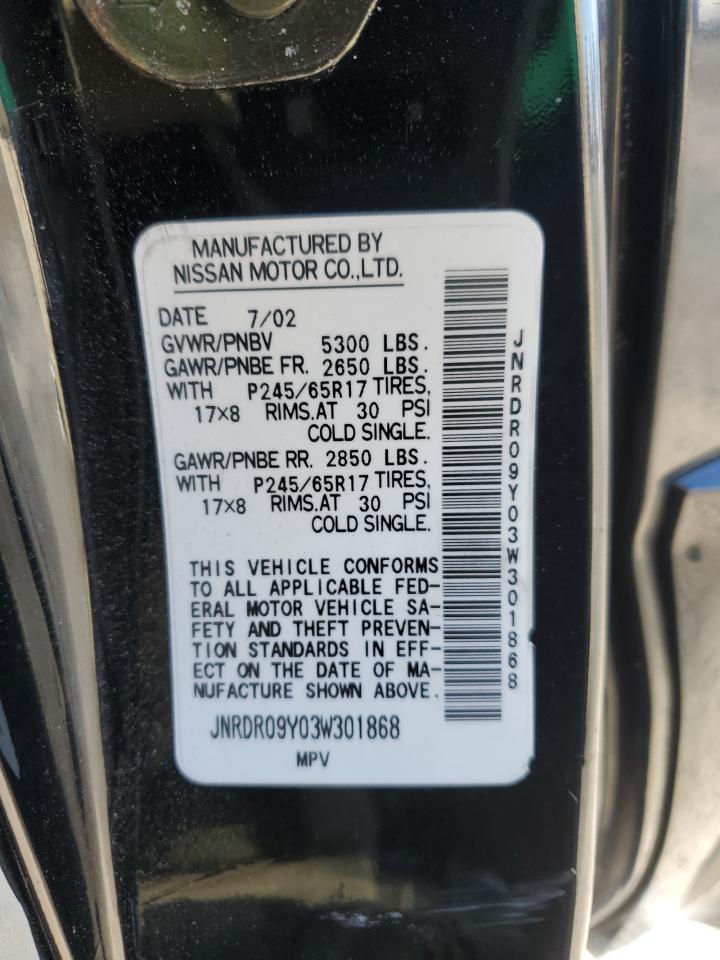 MANUFACTURED BY
NISSAN MOTOR CO.,LTD.
DATE 7/02
GVWR/PNBV 5300 LBS.
GAWR/PNBE FR. 2650 LBS.
WITH P245/65R17 TIRES,
17×8 RIMS.AT 30 PSI
COLD SINGLE.
GAWR/PNBE RR. 2850 LBS.
WITH P245/65R17 TIRES,
17×8 RIMS.AT 30 PSI
COLD SINGLE.
THIS VEHICLE CONFORMS
TO ALL APPLICABLE FED-
ERAL MOTOR VEHICLE SA-
FETY AND THEFT PREVEN-
TION STANDARDS IN EFF-
ECT ON THE DATE OF MA-
NUFACTURE SHOWN ABOVE.
JNRDR09Y03W301868
MPV
JNRDR09Y03W301868